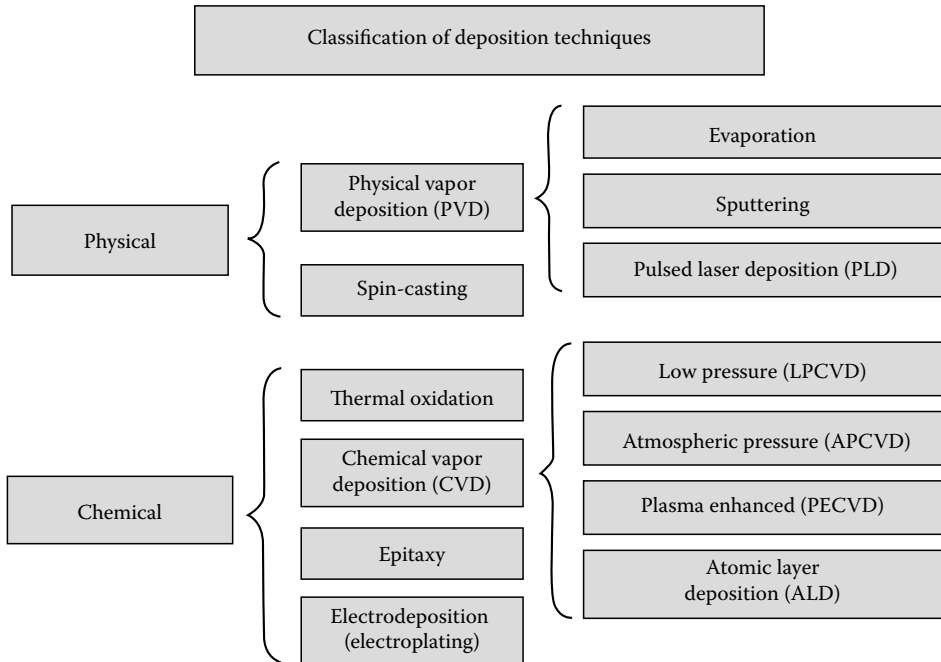 Classification of deposition techniques
Physical
Physical vapor
deposition (PVD)
Spin-casting
Evaporation
Sputtering
Pulsed laser deposition (PLD)
Chemical
Thermal oxidation
Chemical vapor
deposition (CVD)
Epitaxy
Electrodeposition
(electroplating)
Low pressure (LPCVD)
Atmospheric pressure (APCVD)
Plasma enhanced (PECVD)
Atomic layer
deposition (ALD)